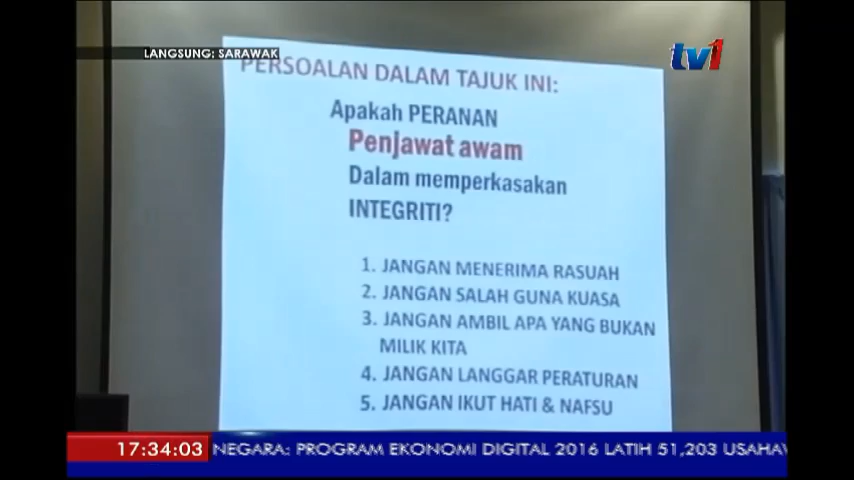 LANGSUNG: SARAWAK
tv1
PERSOALAN DALAM TAJUK INI:
Apakah PERANAN
Penjawat awam
Dalam memperkasakan
INTEGRITI?
1. JANGAN MENERIMA RASUAH
2. JANGAN SALAH GUNA KUASA
3. JANGAN AMBIL APA YANG BUKAN
MILIK KITA
4. JANGAN LANGGAR PERATURAN
5. JANGAN IKUT HATI & NAFSU
17:34:03 NEGARA: PROGRAM EKONOMI DIGITAL 2016 LATIH 51,203 USAHAW